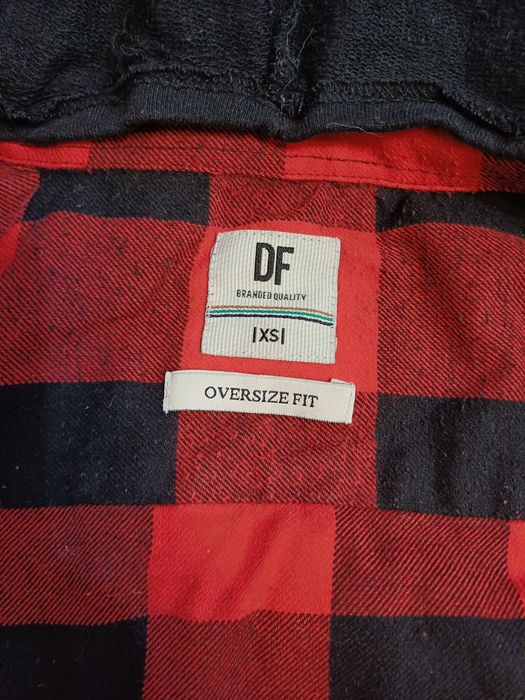 DF
BRANDED QUALITY
|XS|
OVERSIZE FIT